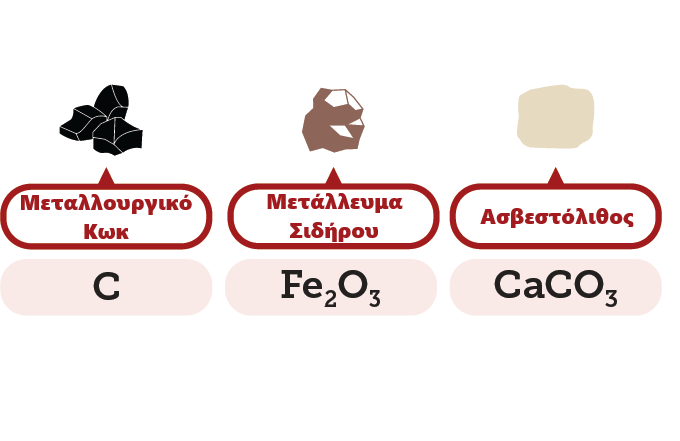 Μεταλλουργικό
Κωκ
Μετάλλευμα
Σιδήρου
Ασβεστόλιθος
C
Fe₂O₃
CaCO₃